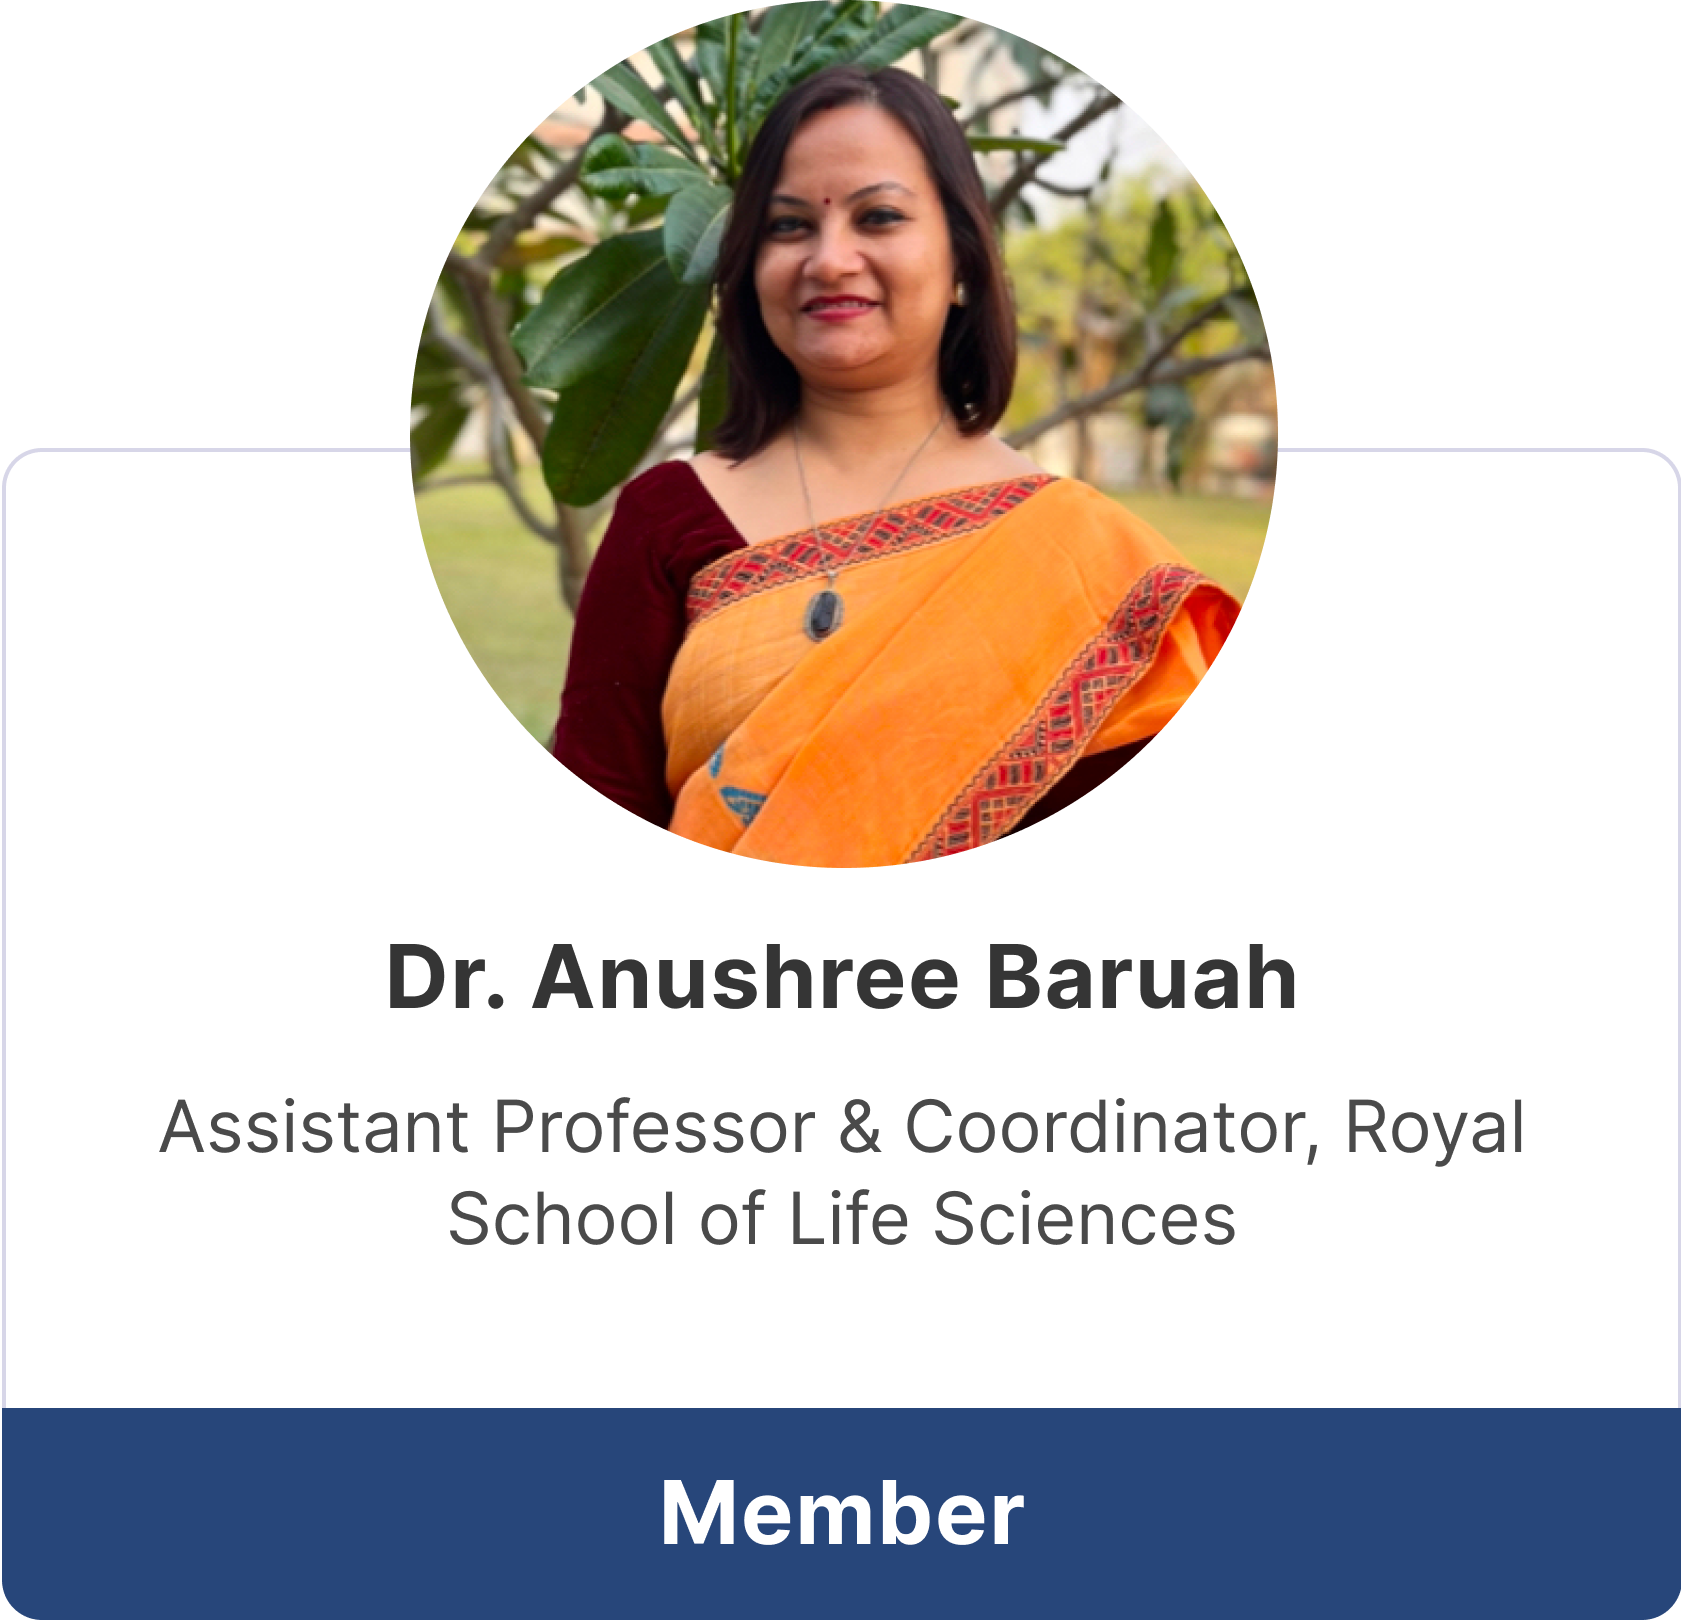 Dr. Anushree Baruah
Assistant Professor & Coordinator, Royal
School of Life Sciences
Member